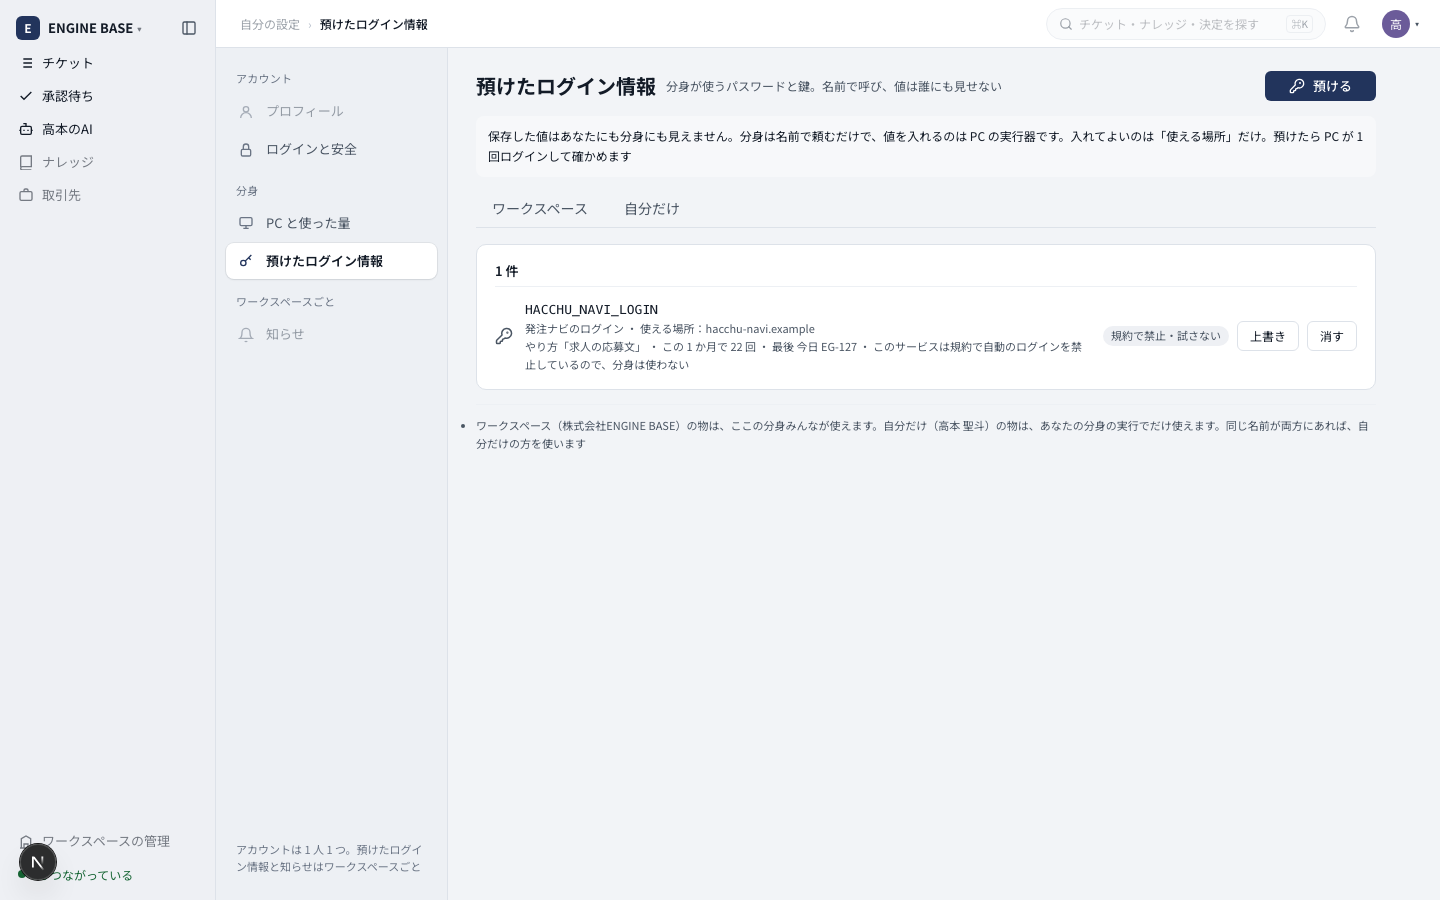 E ENGINE BASE
チケット
承認待ち
高本のAI
ナレッジ
取引先
ワークスペースの管理
N
つながっている
自分の設定 › 預けたログイン情報
チケット・ナレッジ・決定を探す ⌘K
高
アカウント
プロフィール
ログインと安全
分身
PC と使った量
預けたログイン情報
ワークスペースごと
知らせ
アカウントは 1 人 1 つ。預けたログイ
ン情報と知らせはワークスペースごと
預けたログイン情報 分身が使うパスワードと鍵。名前で呼び、値は誰にも見せない
預ける
保存した値はあなたにも分身にも見えません。分身は名前で頼むだけで、値を入れるのは PC の実行器です。入れてよいのは「使える場所」だけ。預けたら PC が 1
回ログインして確かめます
ワークスペース 自分だけ
1 件
HACCHU_NAVI_LOGIN
発注ナビのログイン ・ 使える場所：hacchu-navi.example
やり方「求人の応募文」 ・ この 1 か月で 22 回 ・ 最後 今日 EG-127 ・ このサービスは規約で自動のログインを禁
止しているので、分身は使わない
規約で禁止・試さない 上書き 消す
• ワークスペース（株式会社ENGINE BASE）の物は、ここの分身みんなが使えます。自分だけ（高本 聖斗）の物は、あなたの分身の実行でだけ使えます。同じ名前が両方にあれば、自
分だけの方を使います